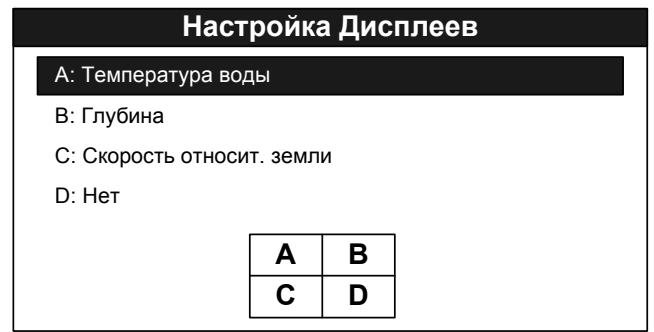 Настройка Дисплеев
A: Температура воды
B: Глубина
C: Скорость относит. земли
D: Нет
A B
C D